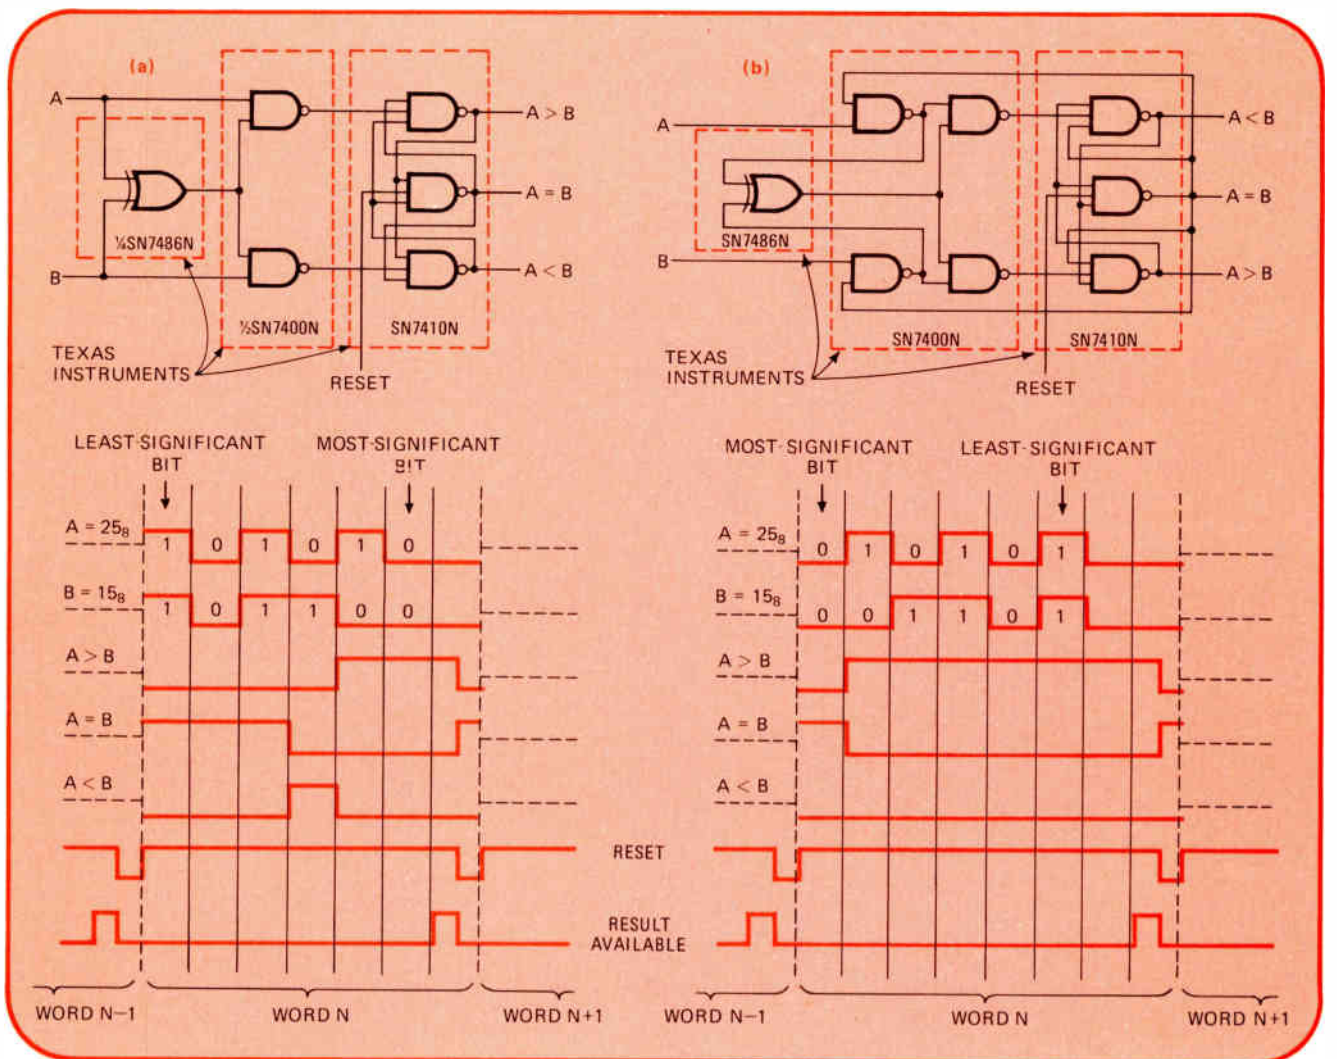 (a)
A
A > B
A = B
A < B
B
¼SN7486N
½SN7400N
SN7410N
TEXAS
INSTRUMENTS
RESET
(b)
A
A < B
A = B
A > B
SN7486N
B
SN7400N
SN7410N
TEXAS
INSTRUMENTS
RESET
LEAST-SIGNIFICANT
BIT
MOST-SIGNIFICANT
BIT
A = 25₈
1 0 1 0 1 0
B = 15₈
1 0 1 1 0 0
A > B
A = B
A < B
MOST-SIGNIFICANT
BIT
LEAST-SIGNIFICANT
BIT
A = 25₈
0 1 0 1 0 1
B = 15₈
0 0 1 1 0 1
A > B
A = B
A < B
RESET
RESULT
AVAILABLE
WORD N–1
WORD N
WORD N+1
WORD N–1
WORD N
WORD N+1